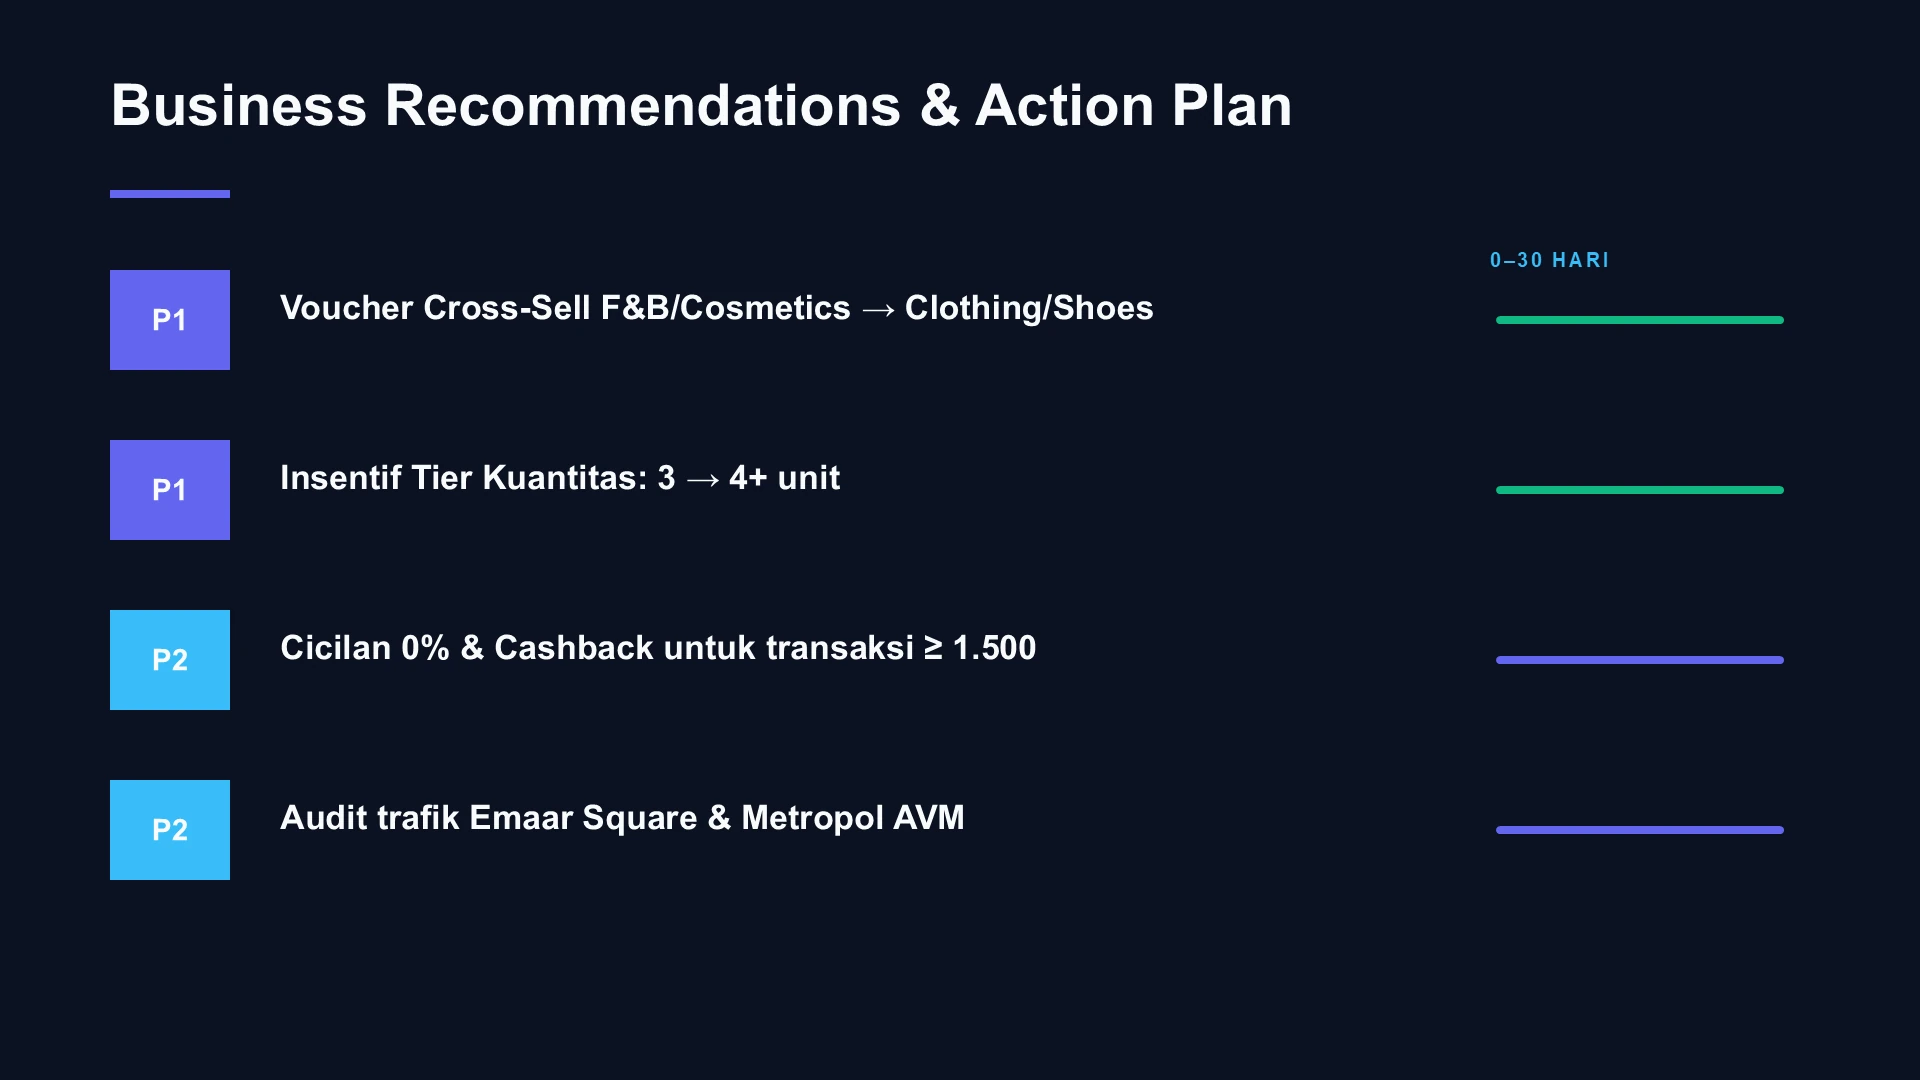 Business Recommendations & Action Plan
0–30 HARI
P1
Voucher Cross-Sell F&B/Cosmetics → Clothing/Shoes
P1
Insentif Tier Kuantitas: 3 → 4+ unit
P2
Cicilan 0% & Cashback untuk transaksi ≥ 1.500
P2
Audit trafik Emaar Square & Metropol AVM